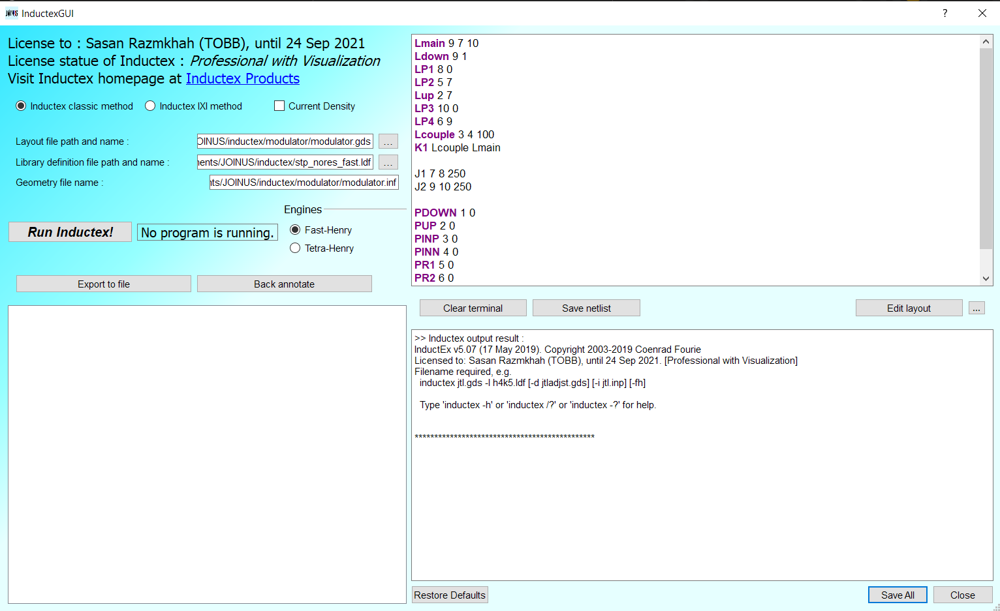 JOINUS InductexGUI
?
License to : Sasan Razmkhah (TOBB), until 24 Sep 2021
License statue of Inductex : Professional with Visualization
Visit Inductex homepage at Inductex Products
Inductex classic method
Inductex IXI method
Current Density
Layout file path and name :
OINUS/inductex/modulator/modulator.gds
...
Library definition file path and name :
nents/JOINUS/inductex/stp_nores_fast.ldf
...
Geometry file name :
nts/JOINUS/inductex/modulator/modulator.inf
Engines
Run Inductex!
No program is running.
Fast-Henry
Tetra-Henry
Export to file
Back annotate
Lmain 9 7 10
Ldown 9 1
LP1 8 0
LP2 5 7
Lup 2 7
LP3 10 0
LP4 6 9
Lcouple 3 4 100
K1 Lcouple Lmain
J1 7 8 250
J2 9 10 250
PDOWN 1 0
PUP 2 0
PINP 3 0
PINN 4 0
PR1 5 0
PR2 6 0
Clear terminal
Save netlist
Edit layout
...
>> Inductex output result :
InductEx v5.07 (17 May 2019). Copyright 2003-2019 Coenrad Fourie
Licensed to: Sasan Razmkhah (TOBB), until 24 Sep 2021. [Professional with Visualization]
Filename required, e.g.
inductex jtl.gds -l h4k5.ldf [-d jtladjst.gds] [-i jtl.inp] [-fh]
Type 'inductex -h' or 'inductex /?' or 'inductex -?' for help.
**********************************************
Restore Defaults
Save All
Close